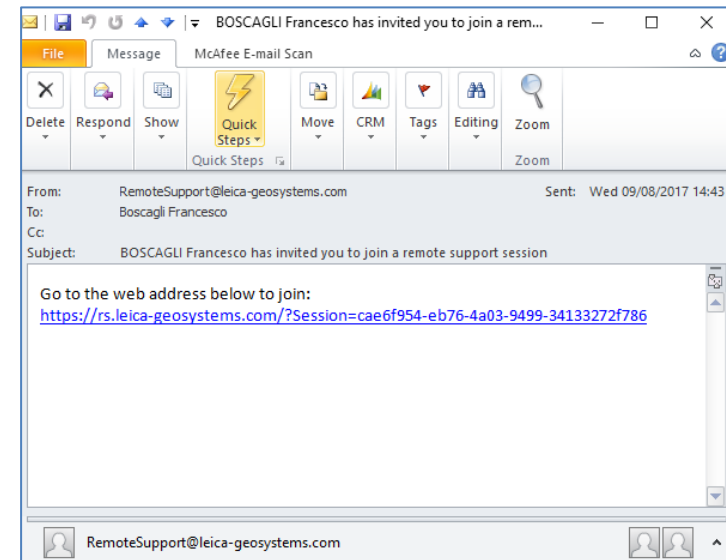 BOSCAGLI Francesco has invited you to join a rem...
File Message McAfee E-mail Scan
Delete Respond Show Quick Steps Move CRM Tags Editing Zoom
Quick Steps Zoom
From: RemoteSupport@leica-geosystems.com Sent: Wed 09/08/2017 14:43
To: Boscagli Francesco
Cc:
Subject: BOSCAGLI Francesco has invited you to join a remote support session
Go to the web address below to join:
https://rs.leica-geosystems.com/?Session=cae6f954-eb76-4a03-9499-34133272f786
RemoteSupport@leica-geosystems.com